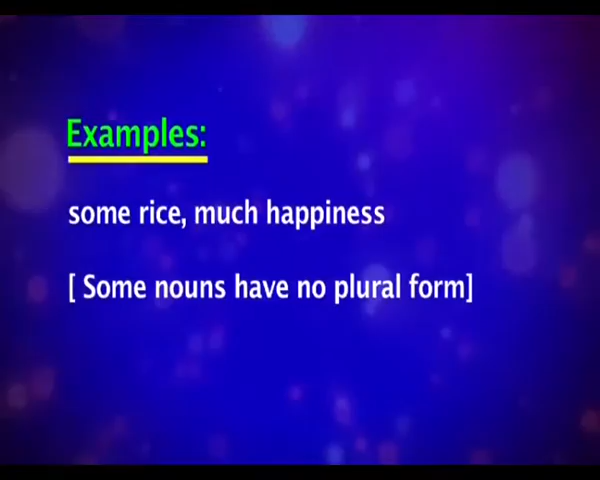 Examples:
some rice, much happiness
[ Some nouns have no plural form]